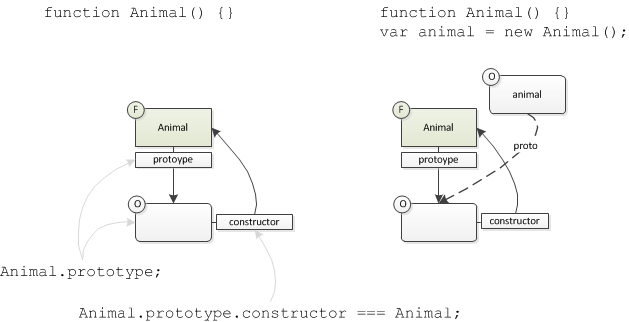 function Animal() {}
F
Animal
protoype
O
constructor
Animal.prototype;
Animal.prototype.constructor === Animal;
function Animal() {}
var animal = new Animal();
O
animal
F
Animal
proto
protoype
O
constructor